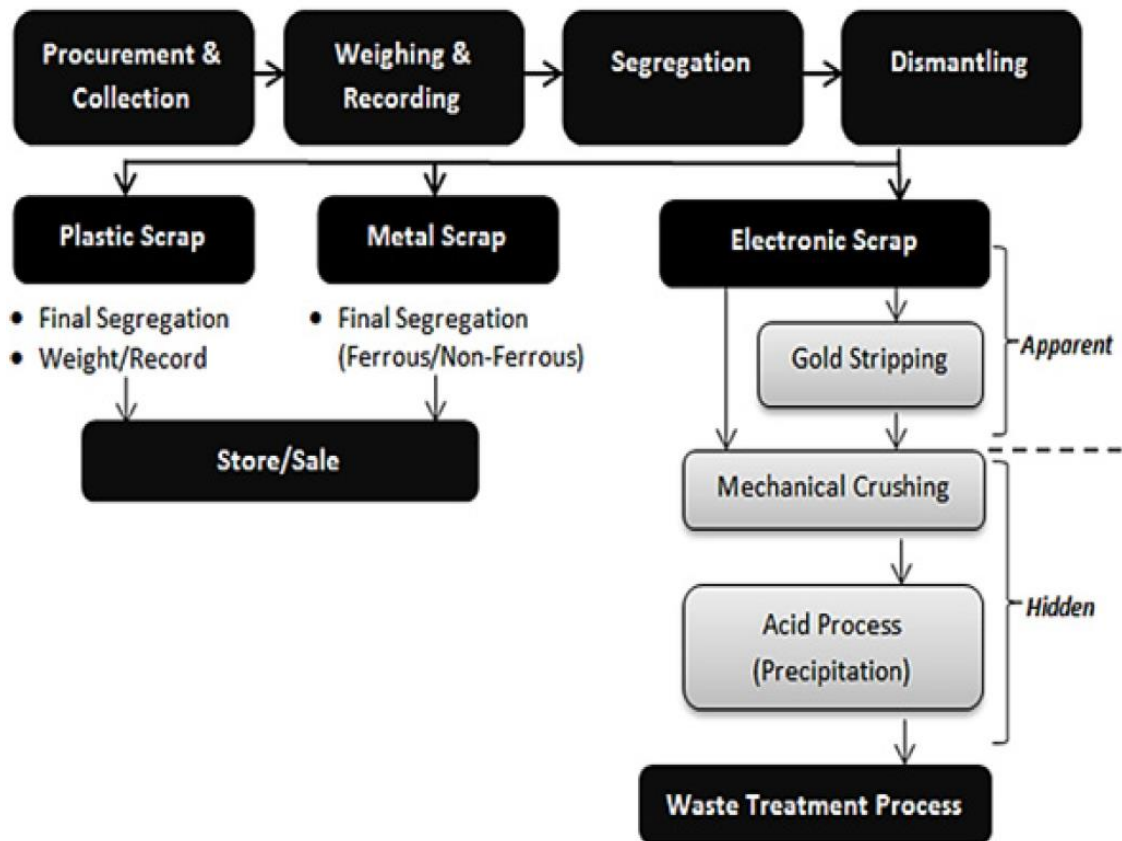 Procurement &
Collection
Weighing &
Recording
Segregation
Dismantling
Plastic Scrap
Metal Scrap
Electronic Scrap
• Final Segregation
• Weight/Record
• Final Segregation
(Ferrous/Non-Ferrous)
Gold Stripping
Apparent
Store/Sale
Mechanical Crushing
Acid Process
(Precipitation)
Hidden
Waste Treatment Process